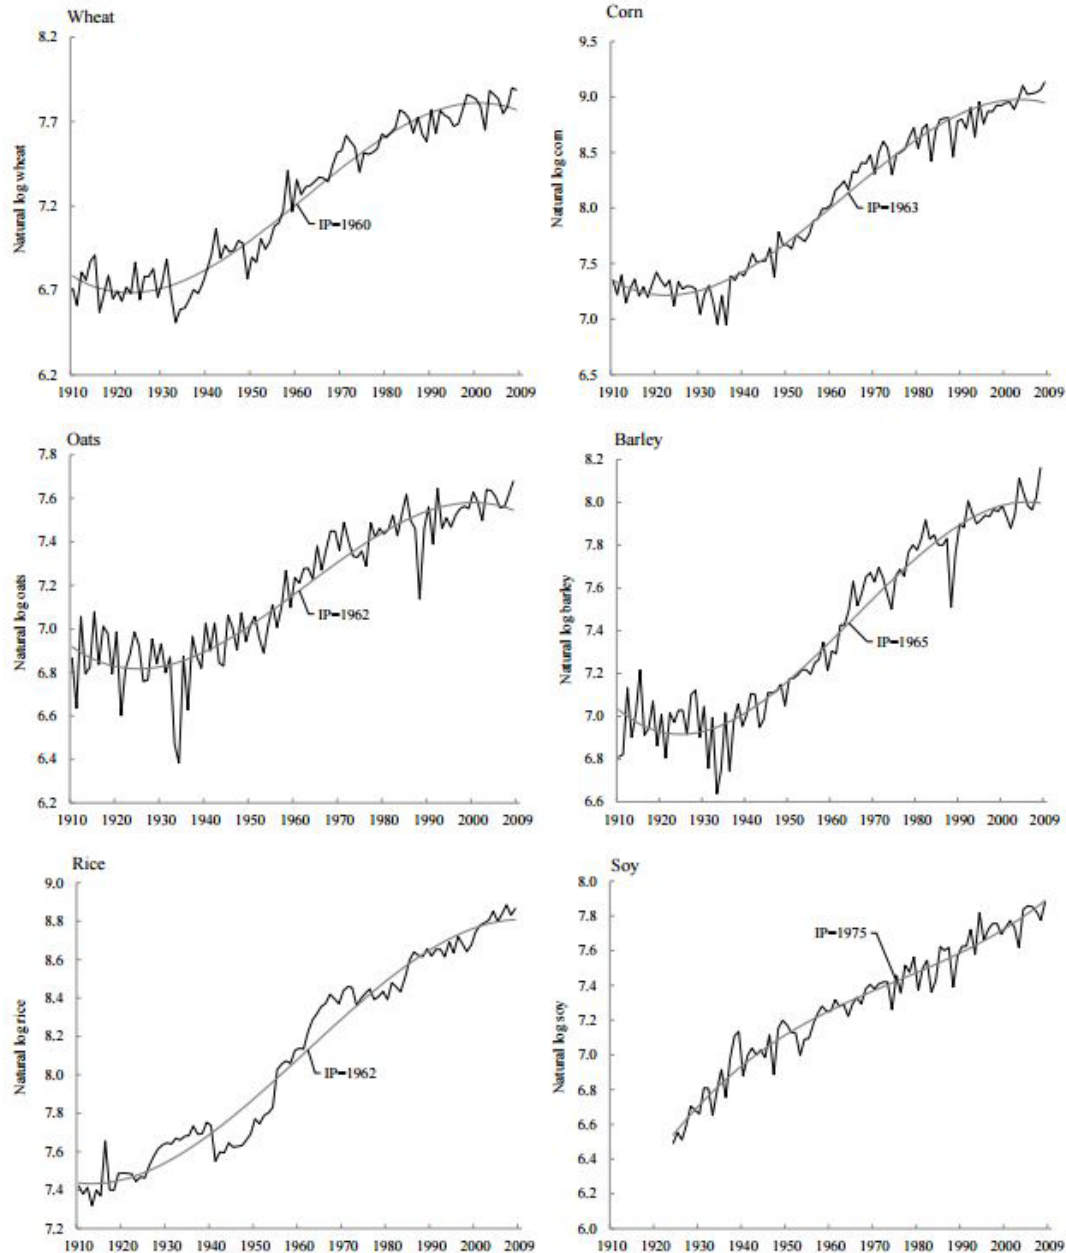 Wheat
8.2
7.7
7.2
6.7
6.2
Natural log wheat
IP=1960
1910 1920 1930 1940 1950 1960 1970 1980 1990 2000 2009
Corn
9.5
9.0
8.5
8.0
7.5
7.0
6.5
Natural log corn
IP=1963
1910 1920 1930 1940 1950 1960 1970 1980 1990 2000 2009
Oats
7.8
7.6
7.4
7.2
7.0
6.8
6.6
6.4
6.2
Natural log oats
IP=1962
1910 1920 1930 1940 1950 1960 1970 1980 1990 2000 2009
Barley
8.2
8.0
7.8
7.6
7.4
7.2
7.0
6.8
6.6
Natural log barley
IP=1965
1910 1920 1930 1940 1950 1960 1970 1980 1990 2000 2009
Rice
9.0
8.8
8.6
8.4
8.2
8.0
7.8
7.6
7.4
7.2
Natural log rice
IP=1962
1910 1920 1930 1940 1950 1960 1970 1980 1990 2000 2009
Soy
8.0
7.8
7.6
7.4
7.2
7.0
6.8
6.6
6.4
6.2
6.0
Natural log soy
IP=1975
1910 1920 1930 1940 1950 1960 1970 1980 1990 2000 2009